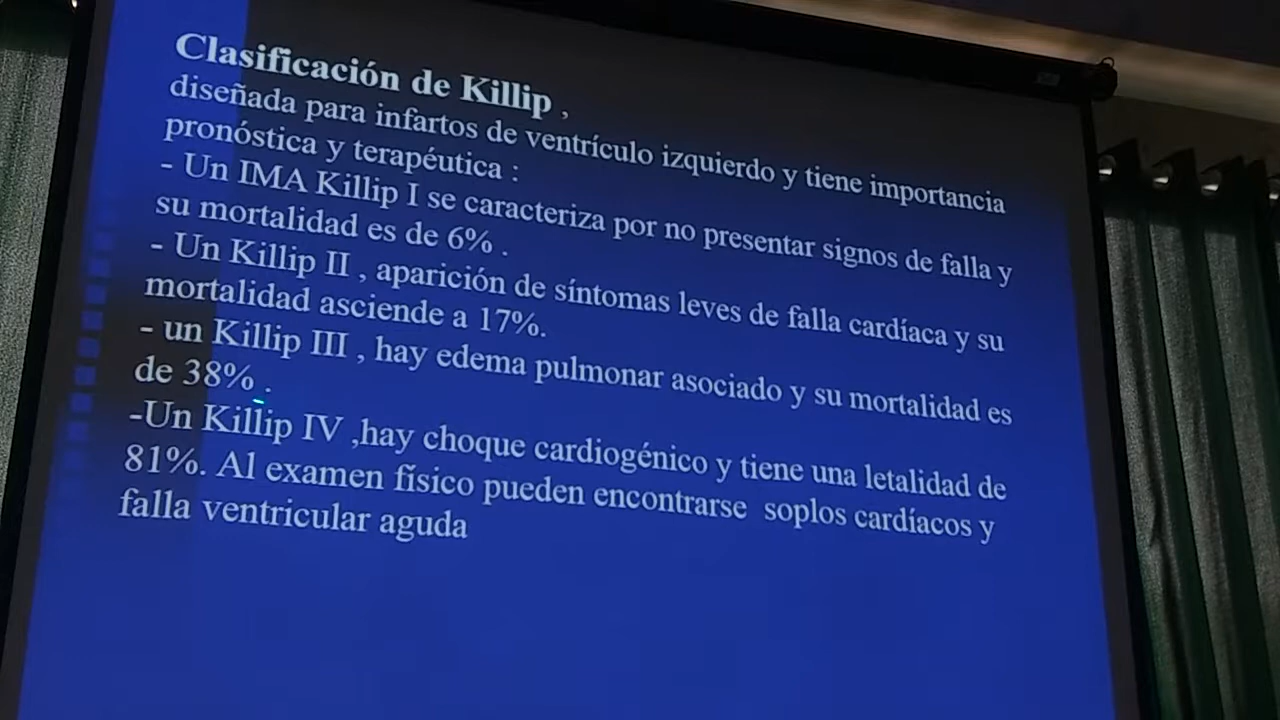 Clasificación de Killip ,
diseñada para infartos de ventrículo izquierdo y tiene importancia
pronóstica y terapéutica :
- Un IMA Killip I se caracteriza por no presentar signos de falla y
su mortalidad es de 6% .
- Un Killip II , aparición de síntomas leves de falla cardíaca y su
mortalidad asciende a 17%.
- un Killip III , hay edema pulmonar asociado y su mortalidad es
de 38% .
-Un Killip IV ,hay choque cardiogénico y tiene una letalidad de
81%. Al examen físico pueden encontrarse soplos cardíacos y
falla ventricular aguda